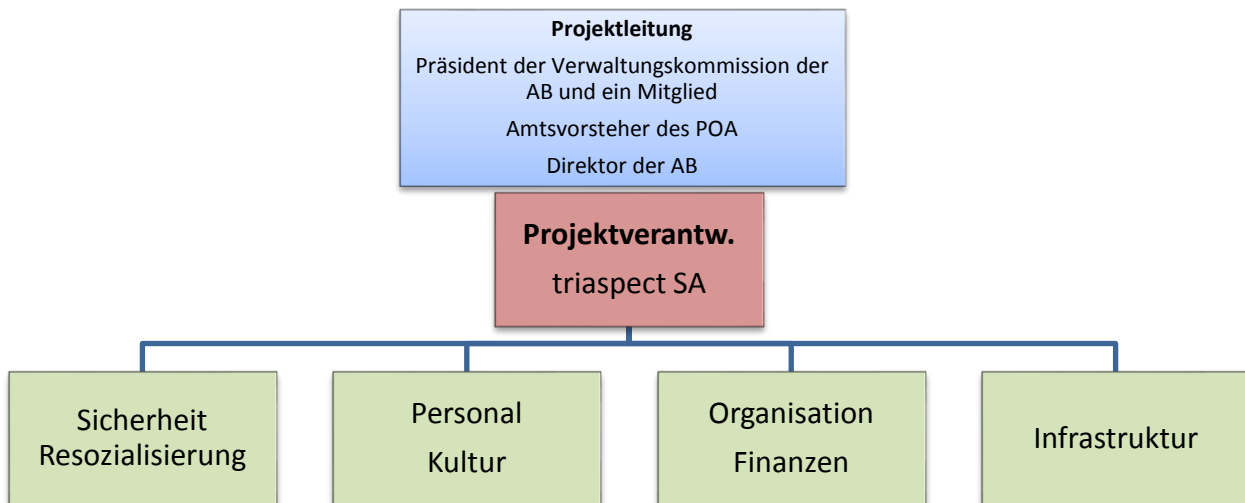 Projektleitung
Präsident der Verwaltungskommission der
AB und ein Mitglied
Amtsvorsteher des POA
Direktor der AB
Projektverantw.
triaspect SA
Sicherheit
Resozialisierung
Personal
Kultur
Organisation
Finanzen
Infrastruktur